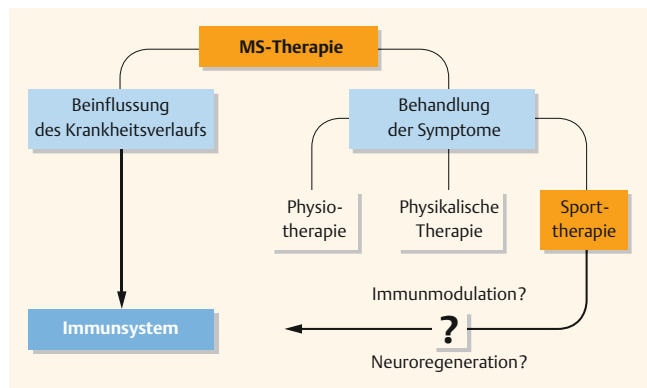 MS-Therapie
Beinflussung
des Krankheitsverlaufs
Behandlung
der Symptome
Physio-
therapie
Physikalische
Therapie
Sport-
therapie
Immunmodulation?
Immunsystem
?
Neuroregeneration?